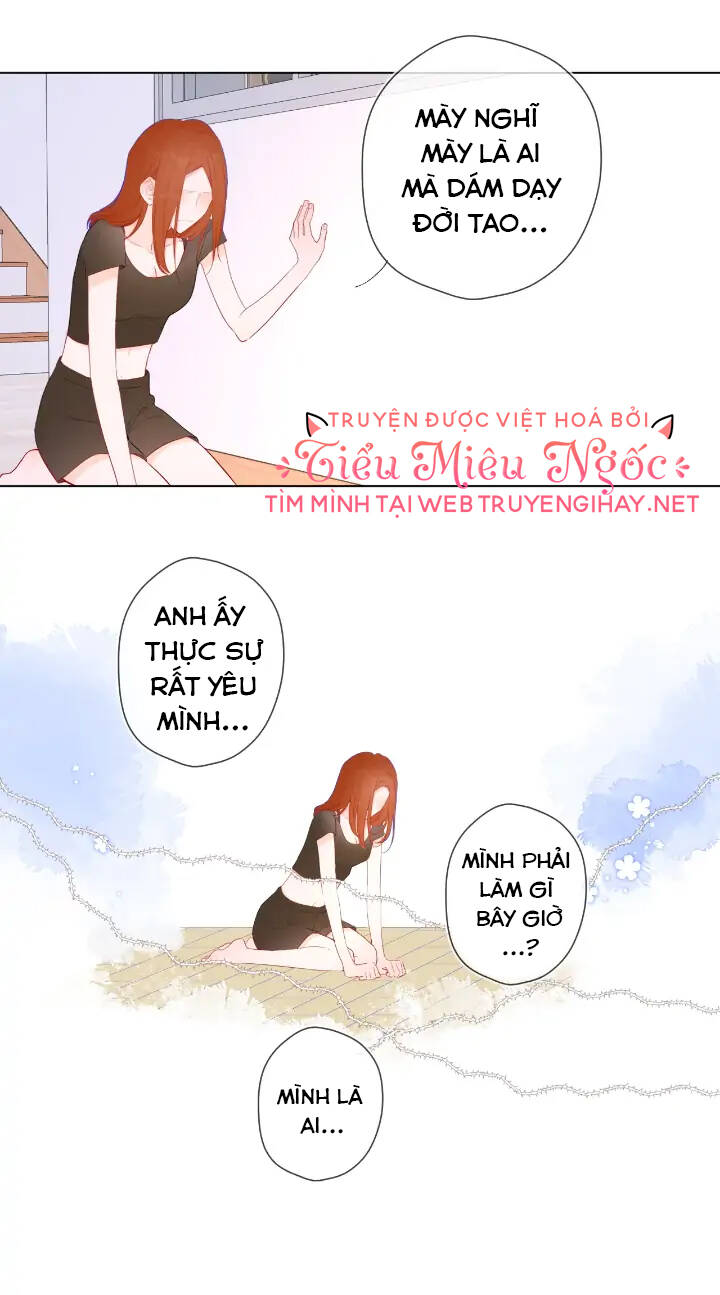 MÀY NGHĨ
MÀY LÀ AI
MÀ DÁM DẠY
ĐỜI TAO...
TRUYỆN ĐƯỢC VIỆT HOÁ BỞI
Tiểu Miêu Ngốc
TÌM MÌNH TẠI WEB TRUYENGIHAY.NET
ANH ẤY
THỰC SỰ
RẤT YÊU
MÌNH...
MÌNH PHẢI
LÀM GÌ
BÂY GIỜ
...?
MÌNH LÀ
AI...